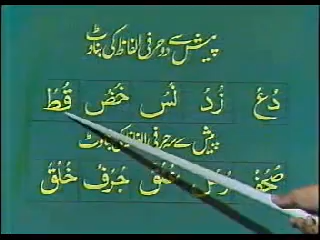 پیش سے دو حرفی الفاظ کی بناوٹ
دُعُ زُدُ نُسُ خُضُ قُطُ
پیش سے سہ حرفی الفاظ کی بناوٹ
صُحُفُ رُسُلُ عُنُقُ جُرُفُ خُلُقُ